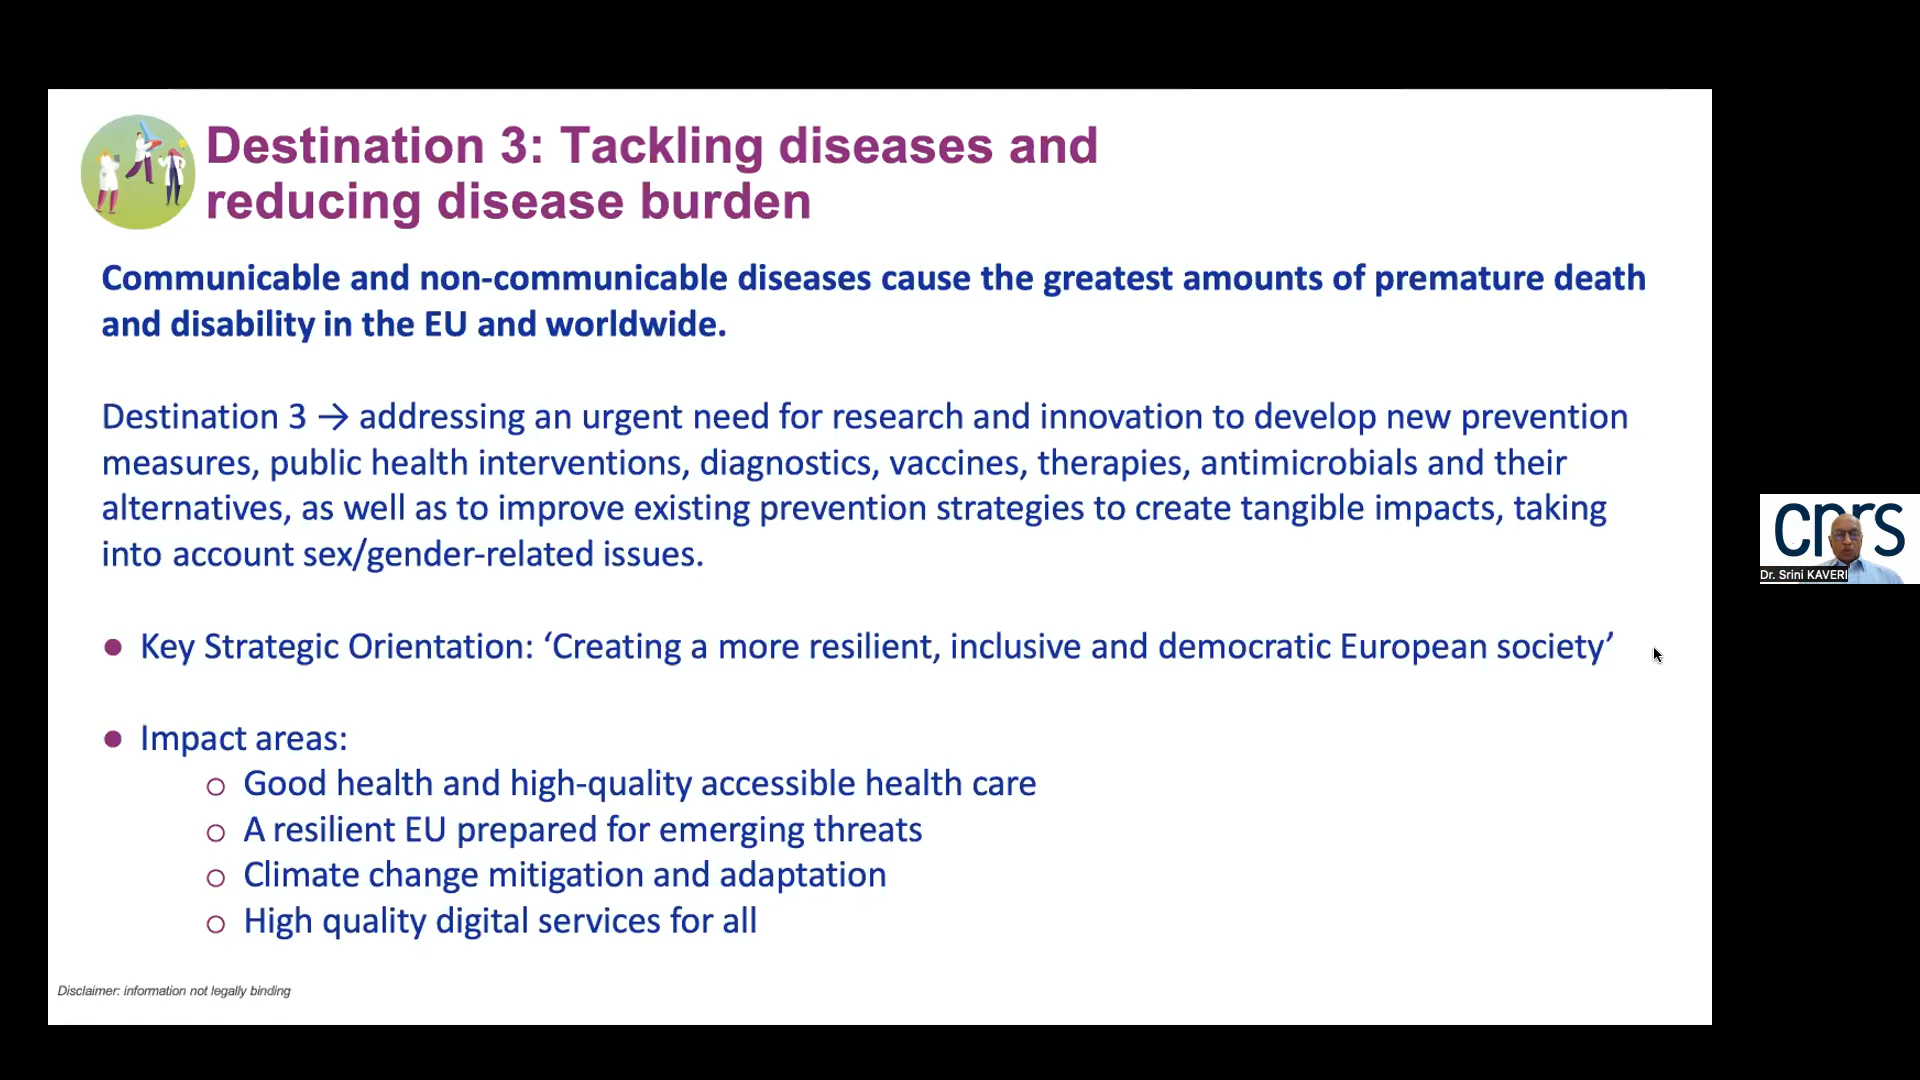 Destination 3: Tackling diseases and
reducing disease burden
Communicable and non-communicable diseases cause the greatest amounts of premature death
and disability in the EU and worldwide.
Destination 3 → addressing an urgent need for research and innovation to develop new prevention
measures, public health interventions, diagnostics, vaccines, therapies, antimicrobials and their
alternatives, as well as to improve existing prevention strategies to create tangible impacts, taking
into account sex/gender-related issues.
● Key Strategic Orientation: ‘Creating a more resilient, inclusive and democratic European society’
● Impact areas:
○ Good health and high-quality accessible health care
○ A resilient EU prepared for emerging threats
○ Climate change mitigation and adaptation
○ High quality digital services for all
Disclaimer: information not legally binding
cnrs
Dr. Srini KAVERI